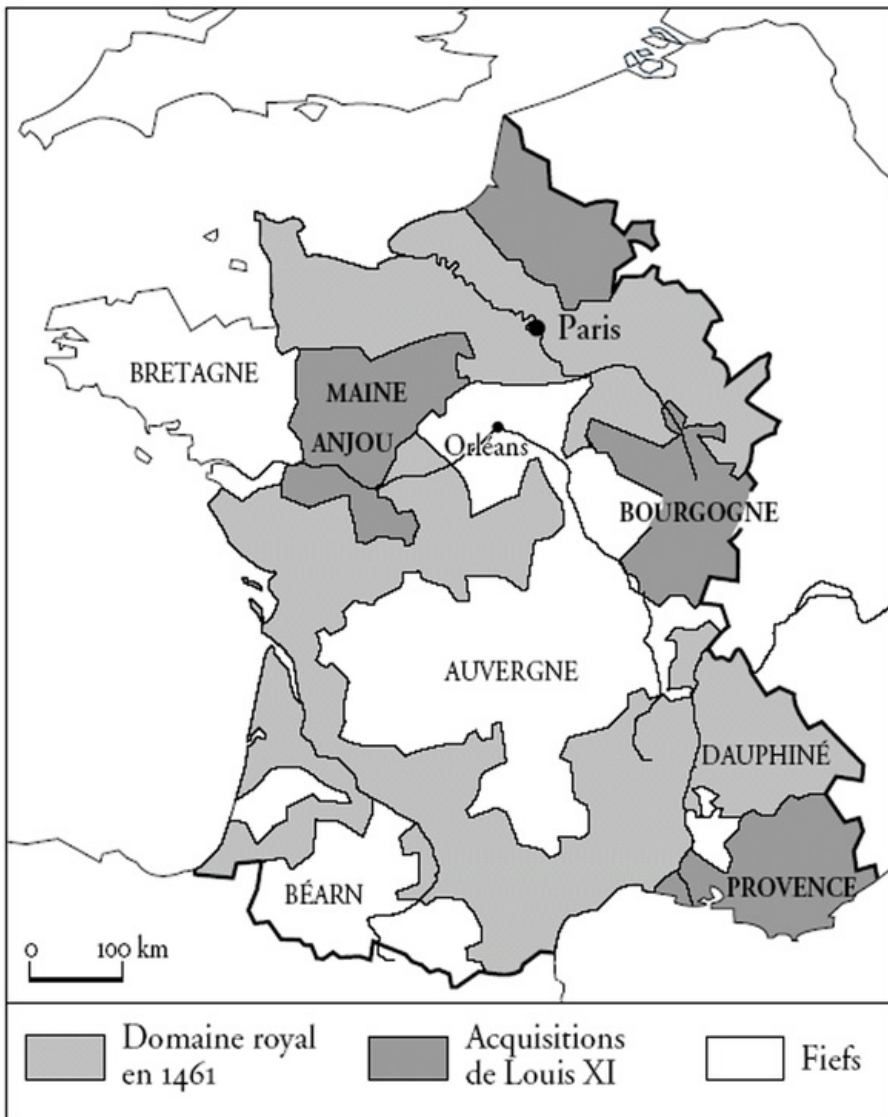 Paris
BRETAGNE
MAINE
ANJOU
Orléans
BOURGOGNE
AUVERGNE
DAUPHINÉ
BÉARN
PROVENCE
0 100 km
Domaine royal
en 1461
Acquisitions
de Louis XI
Fiefs